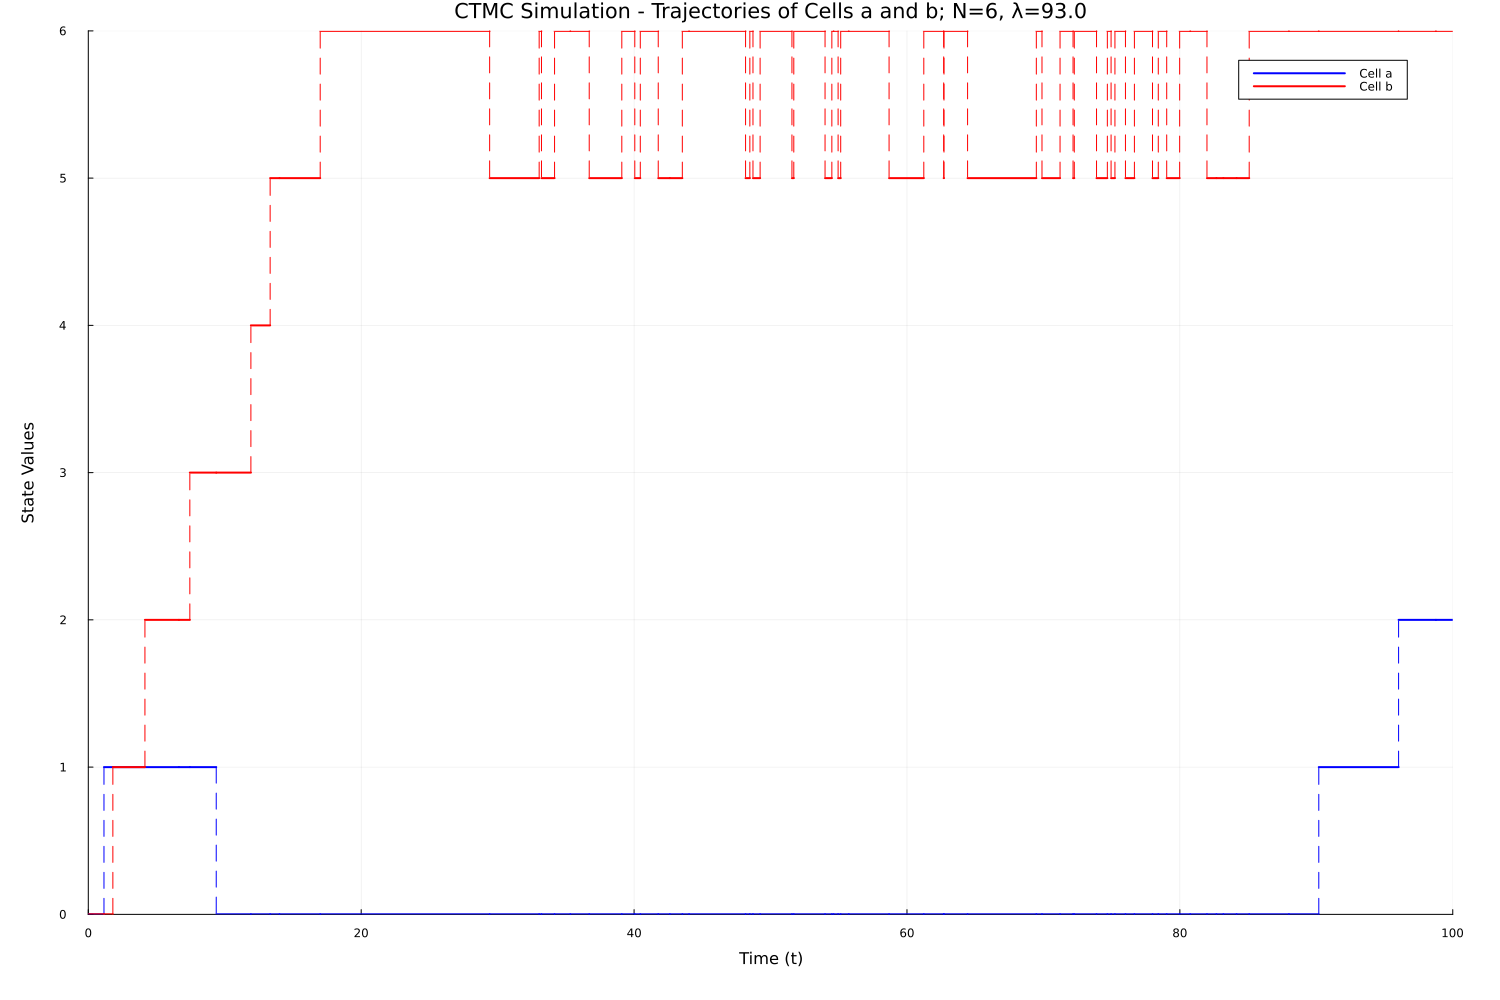 CTMC Simulation - Trajectories of Cells a and b; N=6, λ=93.0
6
Cell a
Cell b
5
4
State Values
3
2
1
0
0 20 40 60 80 100
Time (t)